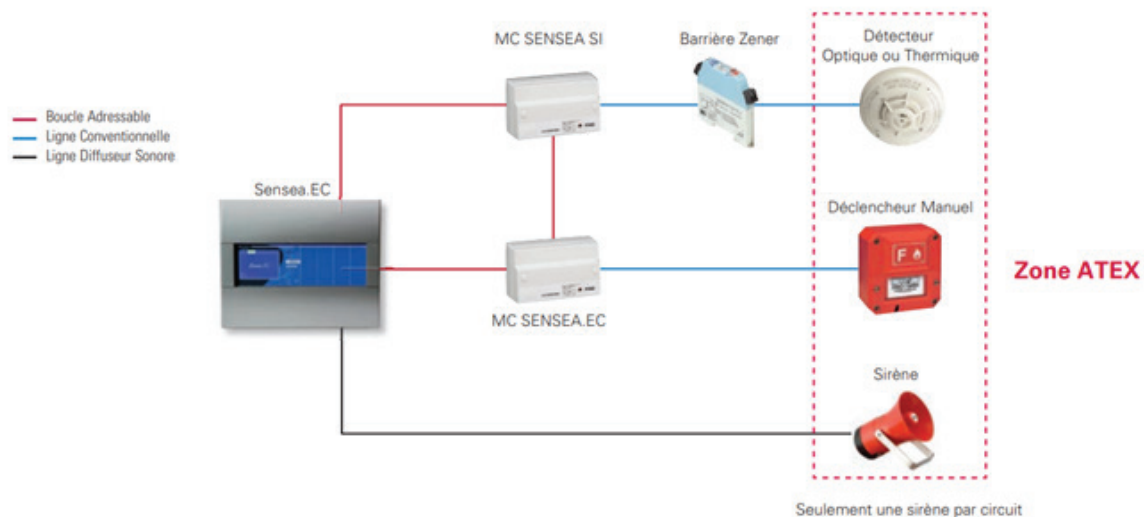 MC SENSEA SI
Barrière Zener
Détecteur
Optique ou Thermique
Boucle Adressable
Ligne Conventionnelle
Ligne Diffuseur Sonore
Sensea.EC
Déclencheur Manuel
F
Zone ATEX
MC SENSEA.EC
Sirène
Seulement une sirène par circuit